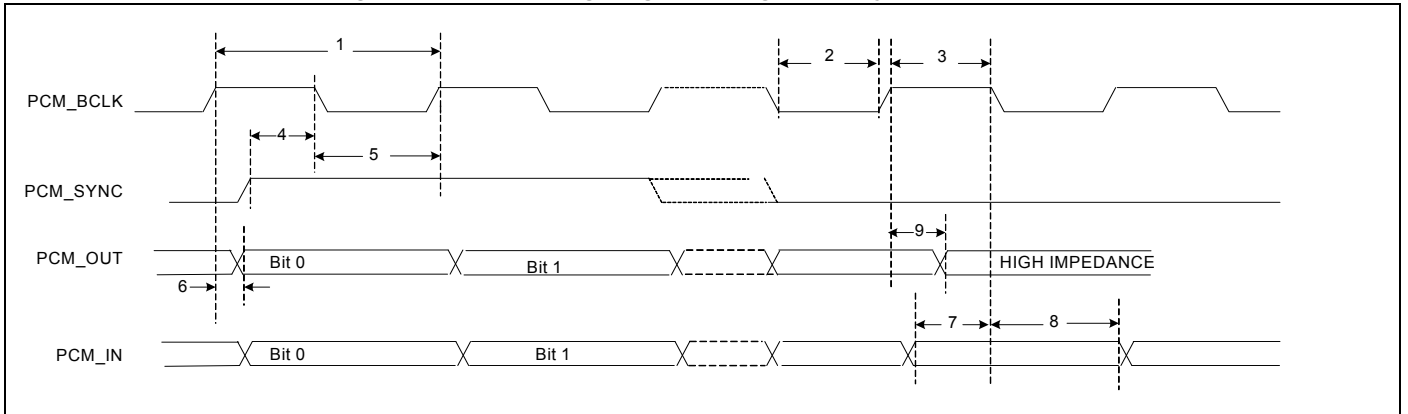 1
2
3
PCM_BCLK
4
5
PCM_SYNC
9
PCM_OUT
Bit 0
Bit 1
HIGH IMPEDANCE
6
7
8
PCM_IN
Bit 0
Bit 1